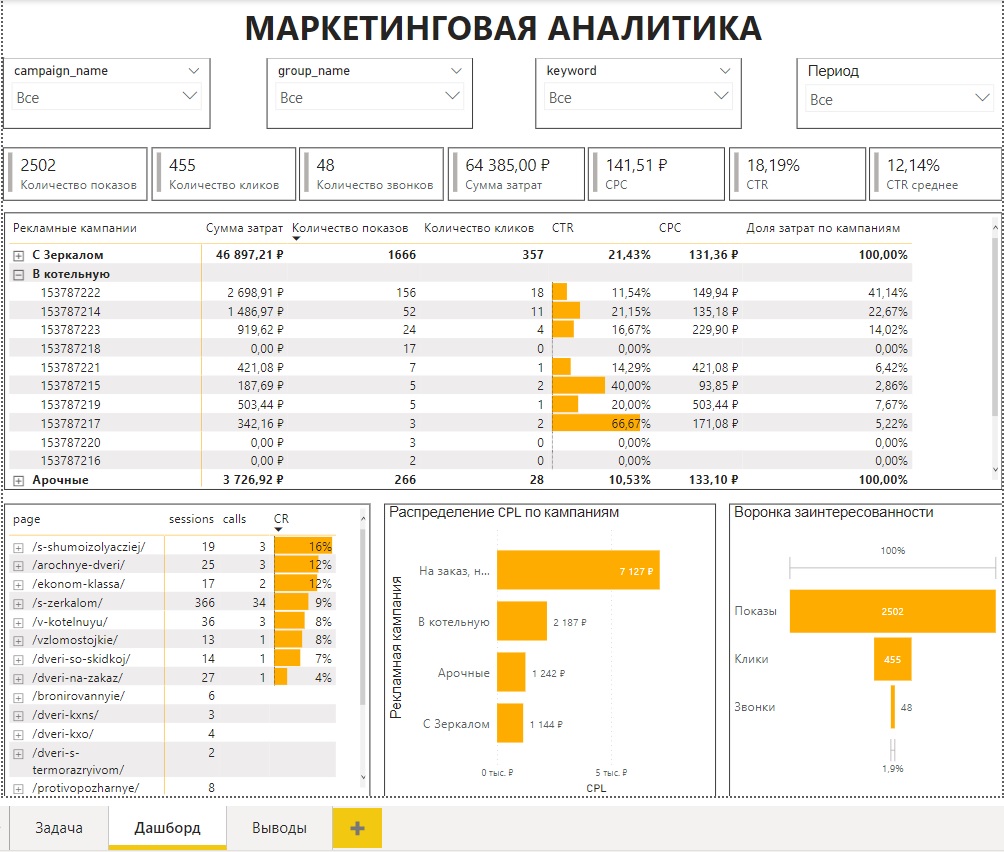 МАРКЕТИНГОВАЯ АНАЛИТИКА
campaign_name
Все
group_name
Все
keyword
Все
Период
Все
2502
Количество показов
455
Количество кликов
48
Количество звонков
64 385,00 ₽
Сумма затрат
141,51 ₽
CPC
18,19%
CTR
12,14%
CTR среднее
Рекламные кампании Сумма затрат Количество показов Количество кликов CTR CPC Доля затрат по кампаниям
С Зеркалом 46 897,21 ₽ 1666 357 21,43% 131,36 ₽ 100,00%
В котельную
153787222 2 698,91 ₽ 156 18 11,54% 149,94 ₽ 41,14%
153787214 1 486,97 ₽ 52 11 21,15% 135,18 ₽ 22,67%
153787223 919,62 ₽ 24 4 16,67% 229,90 ₽ 14,02%
153787218 0,00 ₽ 17 0 0,00% 0,00%
153787221 421,08 ₽ 7 1 14,29% 421,08 ₽ 6,42%
153787215 187,69 ₽ 5 2 40,00% 93,85 ₽ 2,86%
153787219 503,44 ₽ 5 1 20,00% 503,44 ₽ 7,67%
153787217 342,16 ₽ 3 2 66,67% 171,08 ₽ 5,22%
153787220 0,00 ₽ 3 0 0,00% 0,00%
153787216 0,00 ₽ 2 0 0,00% 0,00%
Арочные 3 726,92 ₽ 266 28 10,53% 133,10 ₽ 100,00%
page sessions calls CR
/s-shumoizolyacziej/ 19 3 16%
/arochnye-dveri/ 25 3 12%
/ekonom-klassa/ 17 2 12%
/s-zerkalom/ 366 34 9%
/v-kotelnuyu/ 36 3 8%
/vzlomostojkie/ 13 1 8%
/dveri-so-skidkoj/ 14 1 7%
/dveri-na-zakaz/ 27 1 4%
/bronirovannyie/ 6
/dveri-kxns/ 3
/dveri-kxo/ 4
/dveri-s-
termorazryivom/ 2
/protivopozharnye/ 8
Распределение CPL по кампаниям
Рекламная кампания
На заказ, н... 7 127 ₽
В котельную 2 187 ₽
Арочные 1 242 ₽
С Зеркалом 1 144 ₽
0 тыс. ₽ 5 тыс. ₽
CPL
Воронка заинтересованности
100%
Показы 2502
Клики 455
Звонки 48
1,9%
Задача Дашборд Выводы